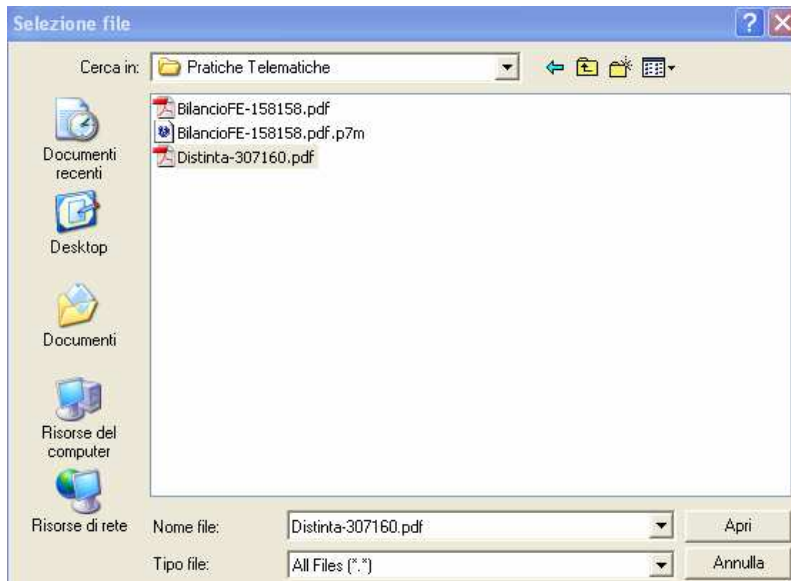 Selezione file
Cerca in: Pratiche Telematiche
BilancioFE-158158.pdf
BilancioFE-158158.pdf.p7m
Distinta-307160.pdf
Documenti
recenti
Desktop
Documenti
Risorse del
computer
Risorse di rete
Nome file: Distinta-307160.pdf Apri
Tipo file: All Files (*.*) Annulla